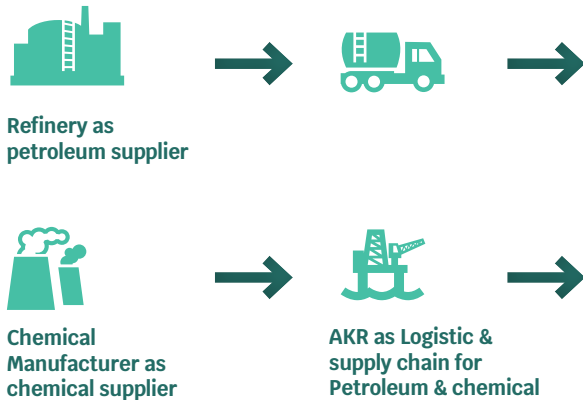 Refinery as
petroleum supplier
Chemical
Manufacturer as
chemical supplier
AKR as Logistic &
supply chain for
Petroleum & chemical